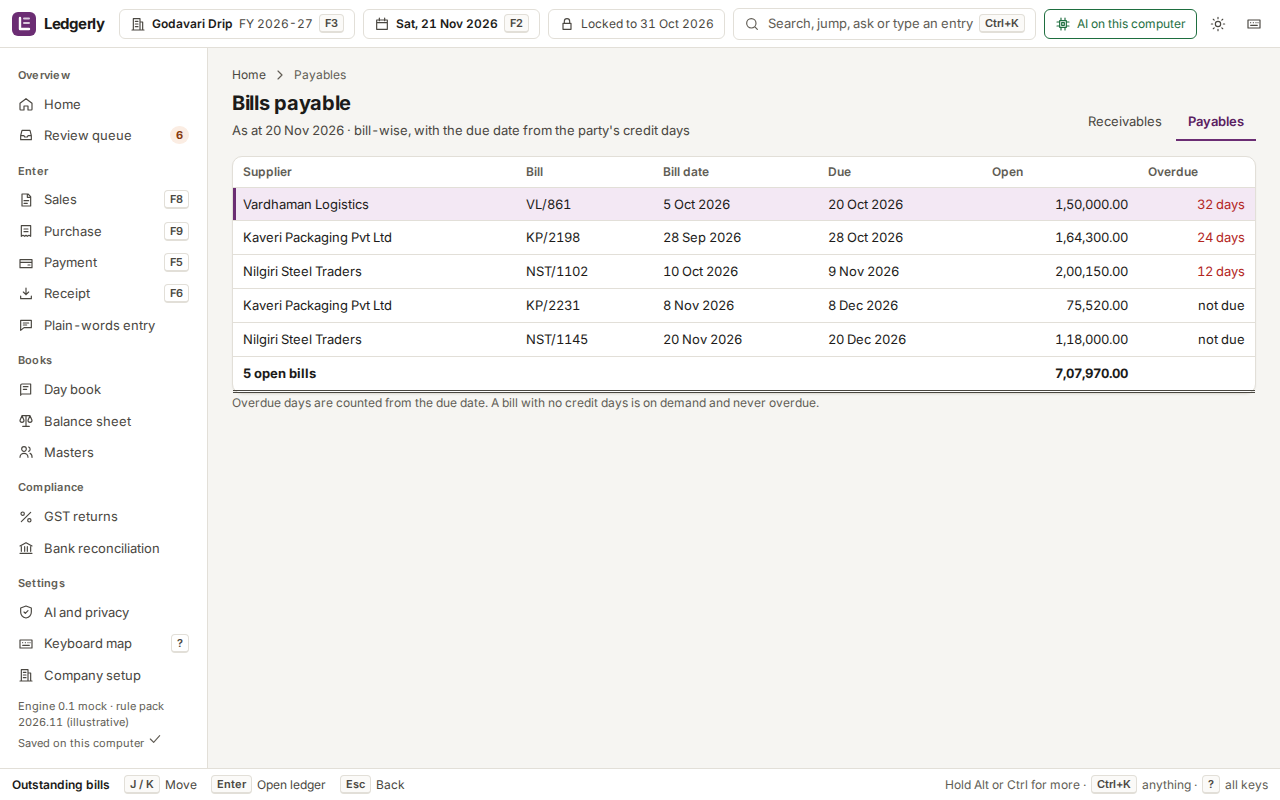 Ledgerly
Godavari Drip FY 2026-27 F3
Sat, 21 Nov 2026 F2
Locked to 31 Oct 2026
Search, jump, ask or type an entry Ctrl+K
AI on this computer
Overview
Home
Review queue 6
Enter
Sales F8
Purchase F9
Payment F5
Receipt F6
Plain-words entry
Books
Day book
Balance sheet
Masters
Compliance
GST returns
Bank reconciliation
Settings
AI and privacy
Keyboard map ?
Company setup
Engine 0.1 mock · rule pack
2026.11 (illustrative)
Saved on this computer
Home > Payables
Bills payable
As at 20 Nov 2026 · bill-wise, with the due date from the party's credit days
Receivables Payables
Supplier Bill Bill date Due Open Overdue
Vardhaman Logistics VL/861 5 Oct 2026 20 Oct 2026 1,50,000.00 32 days
Kaveri Packaging Pvt Ltd KP/2198 28 Sep 2026 28 Oct 2026 1,64,300.00 24 days
Nilgiri Steel Traders NST/1102 10 Oct 2026 9 Nov 2026 2,00,150.00 12 days
Kaveri Packaging Pvt Ltd KP/2231 8 Nov 2026 8 Dec 2026 75,520.00 not due
Nilgiri Steel Traders NST/1145 20 Nov 2026 20 Dec 2026 1,18,000.00 not due
5 open bills 7,07,970.00
Overdue days are counted from the due date. A bill with no credit days is on demand and never overdue.
Outstanding bills J / K Move Enter Open ledger Esc Back
Hold Alt or Ctrl for more · Ctrl+K anything · ? all keys